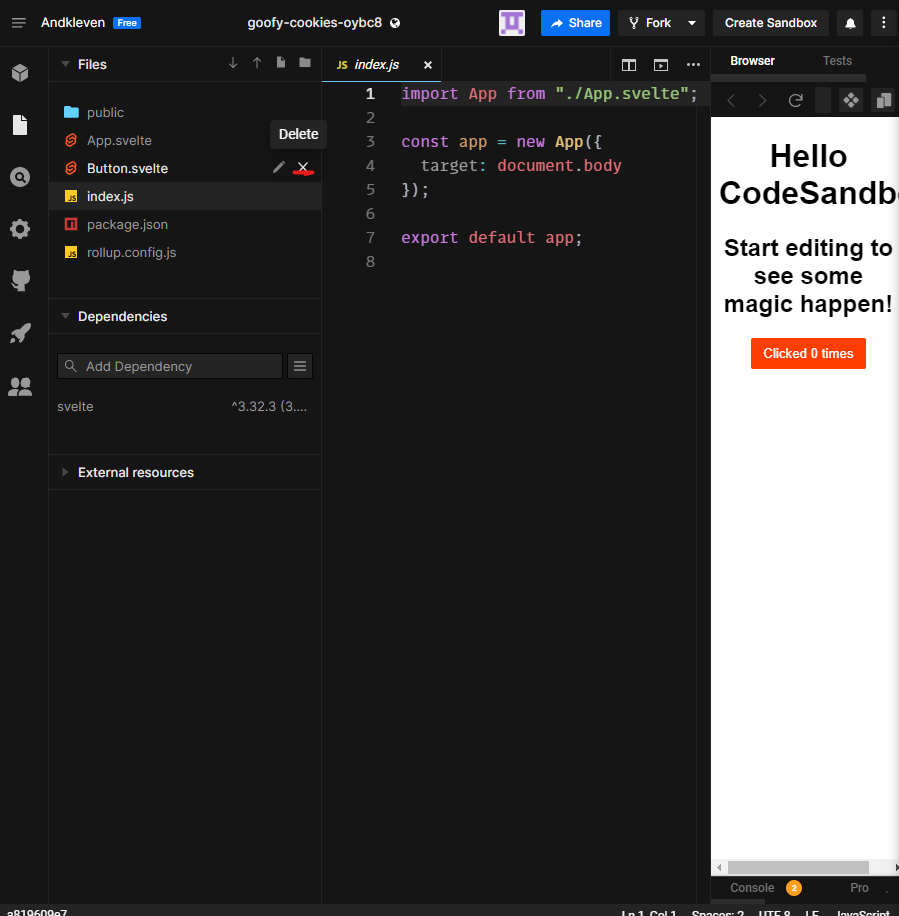 Andkleven Free goofy-cookies-oybc8 Share Fork Create Sandbox
Files
JS index.js
Browser Tests
public
App.svelte
Delete
Button.svelte
index.js
package.json
rollup.config.js
Dependencies
Add Dependency
svelte ^3.32.3 (3....
External resources
1 import App from "./App.svelte";
2
3 const app = new App({
4 target: document.body
5 });
6
7 export default app;
8
Hello
CodeSandbo
Start editing to
see some
magic happen!
Clicked 0 times
Console 2 Pro .
a819609e7 Ln 1, Col 1 Spaces: 2 UTF-8 LF JavaScript